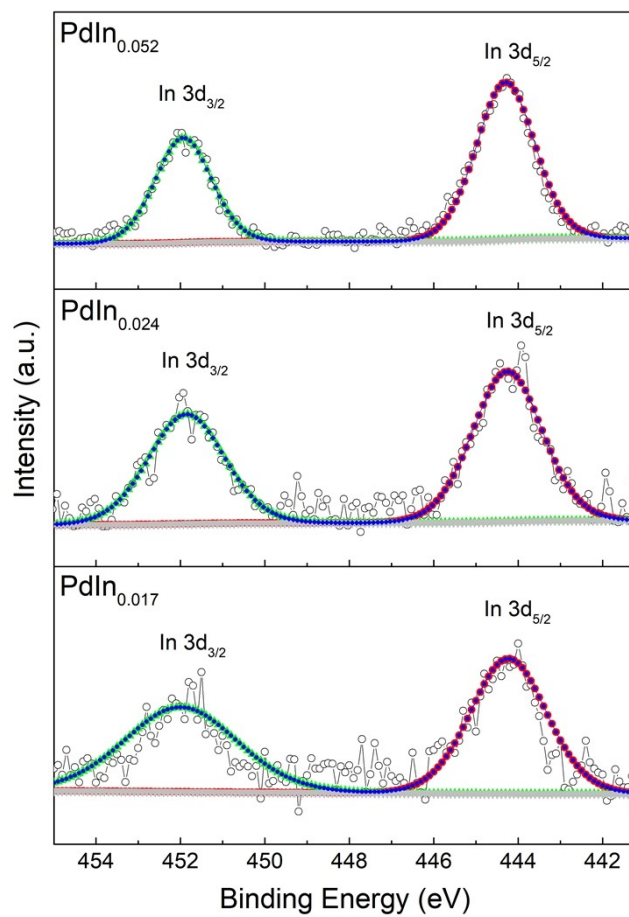 PdIn0.052
In 3d5/2
In 3d3/2
PdIn0.024
In 3d5/2
In 3d3/2
PdIn0.017
In 3d5/2
In 3d3/2
Intensity (a.u.)
454 452 450 448 446 444 442
Binding Energy (eV)